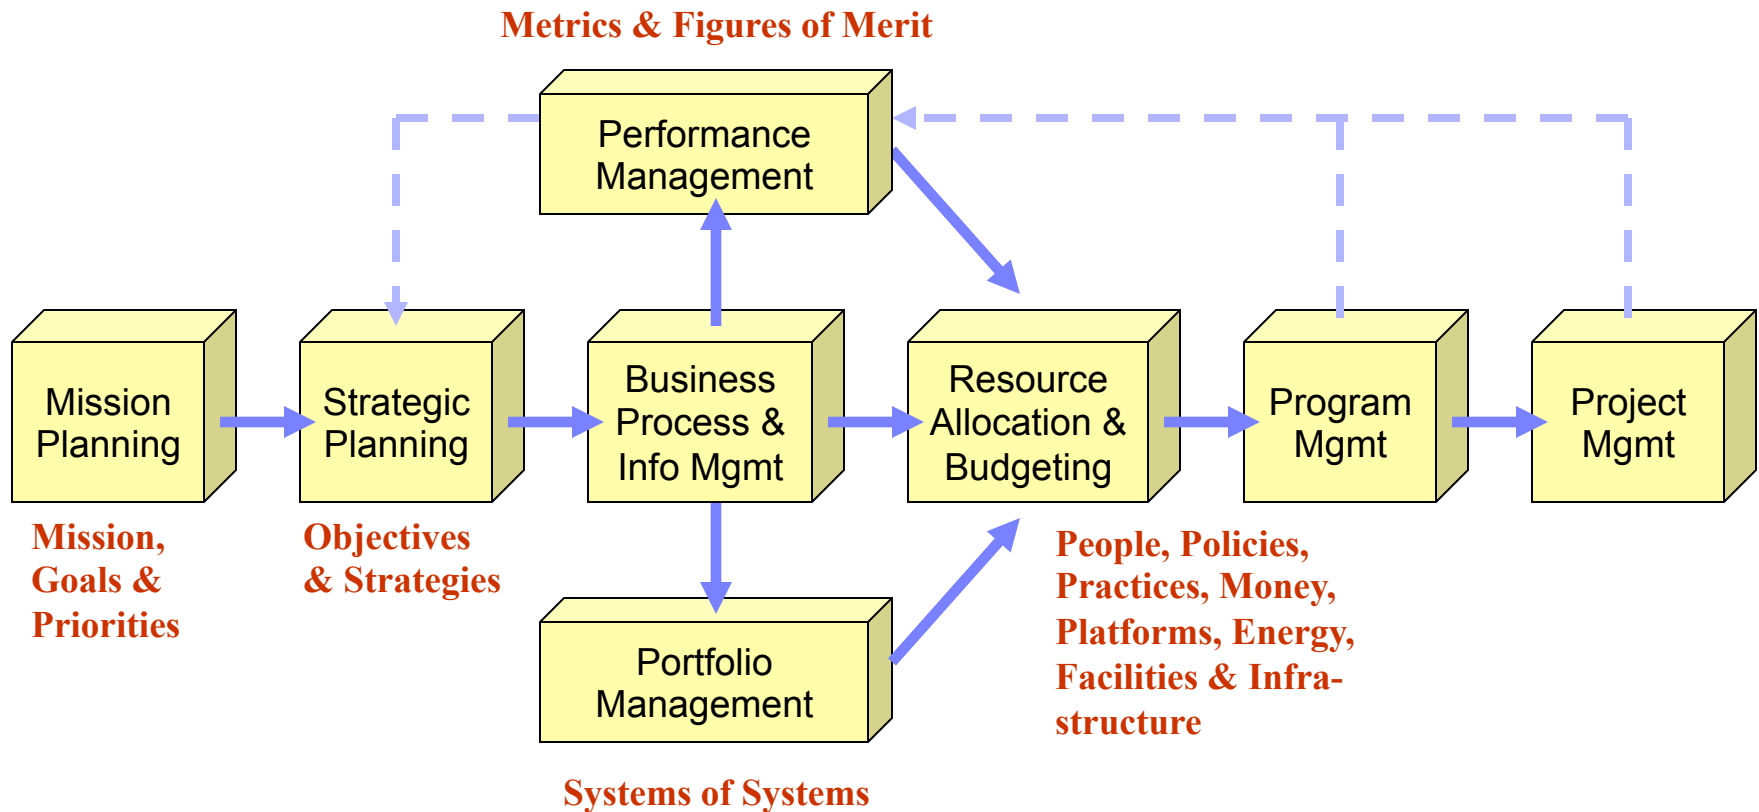 Metrics & Figures of Merit
Performance
Management
Mission
Planning
Strategic
Planning
Business
Process &
Info Mgmt
Resource
Allocation &
Budgeting
Program
Mgmt
Project
Mgmt
Mission,
Goals &
Priorities
Objectives
& Strategies
People, Policies,
Practices, Money,
Platforms, Energy,
Facilities & Infra-
structure
Portfolio
Management
Systems of Systems